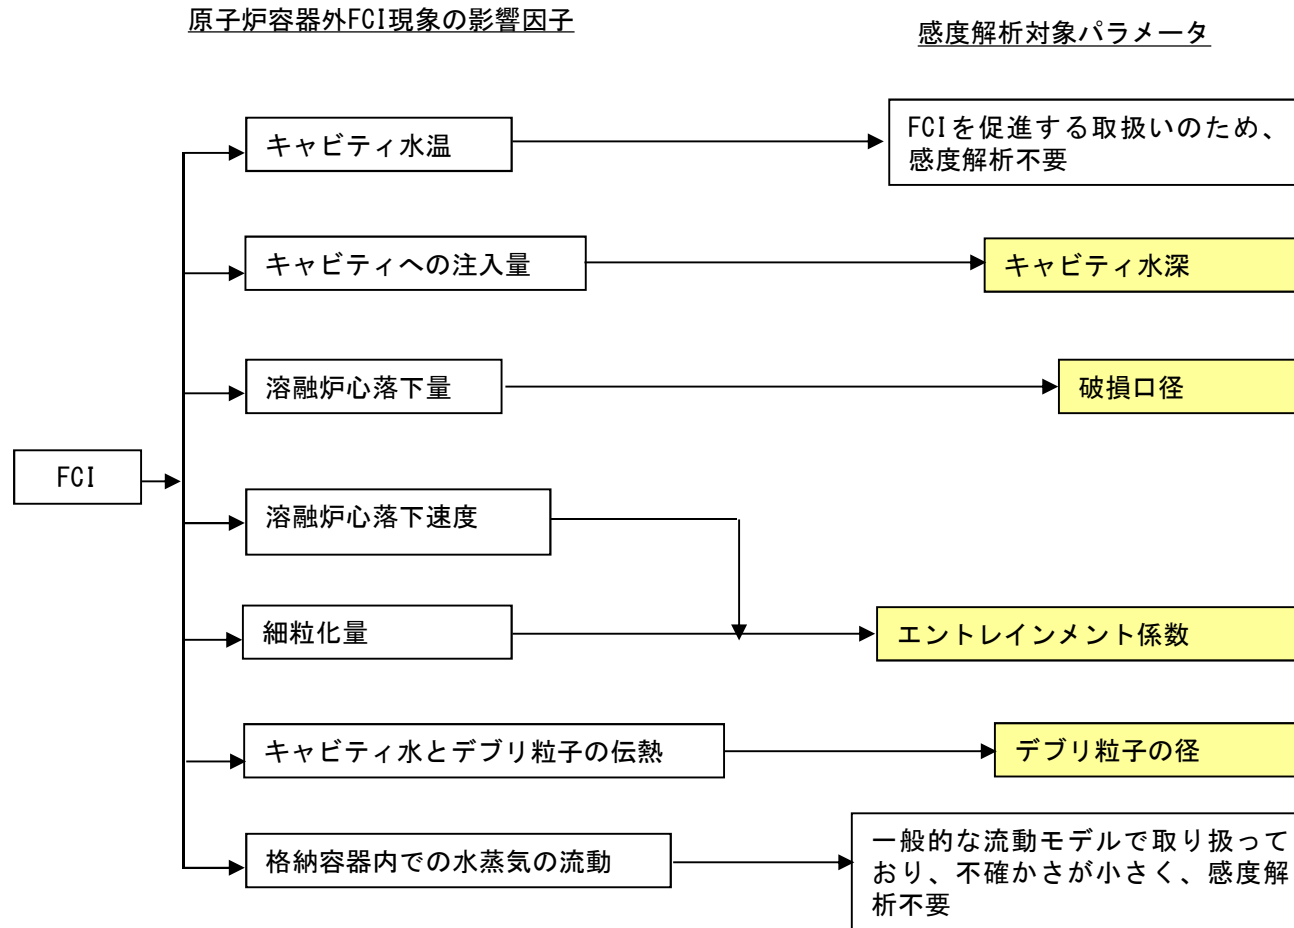 原子炉容器外FCI現象の影響因子
感度解析対象パラメータ
キャビティ水温
FCIを促進する取扱いのため、
感度解析不要
キャビティへの注入量
キャビティ水深
溶融炉心落下量
破損口径
FCI
溶融炉心落下速度
細粒化量
エントレインメント係数
キャビティ水とデブリ粒子の伝熱
デブリ粒子の径
格納容器内での水蒸気の流動
一般的な流動モデルで取り扱って
おり、不確かさが小さく、感度解
析不要